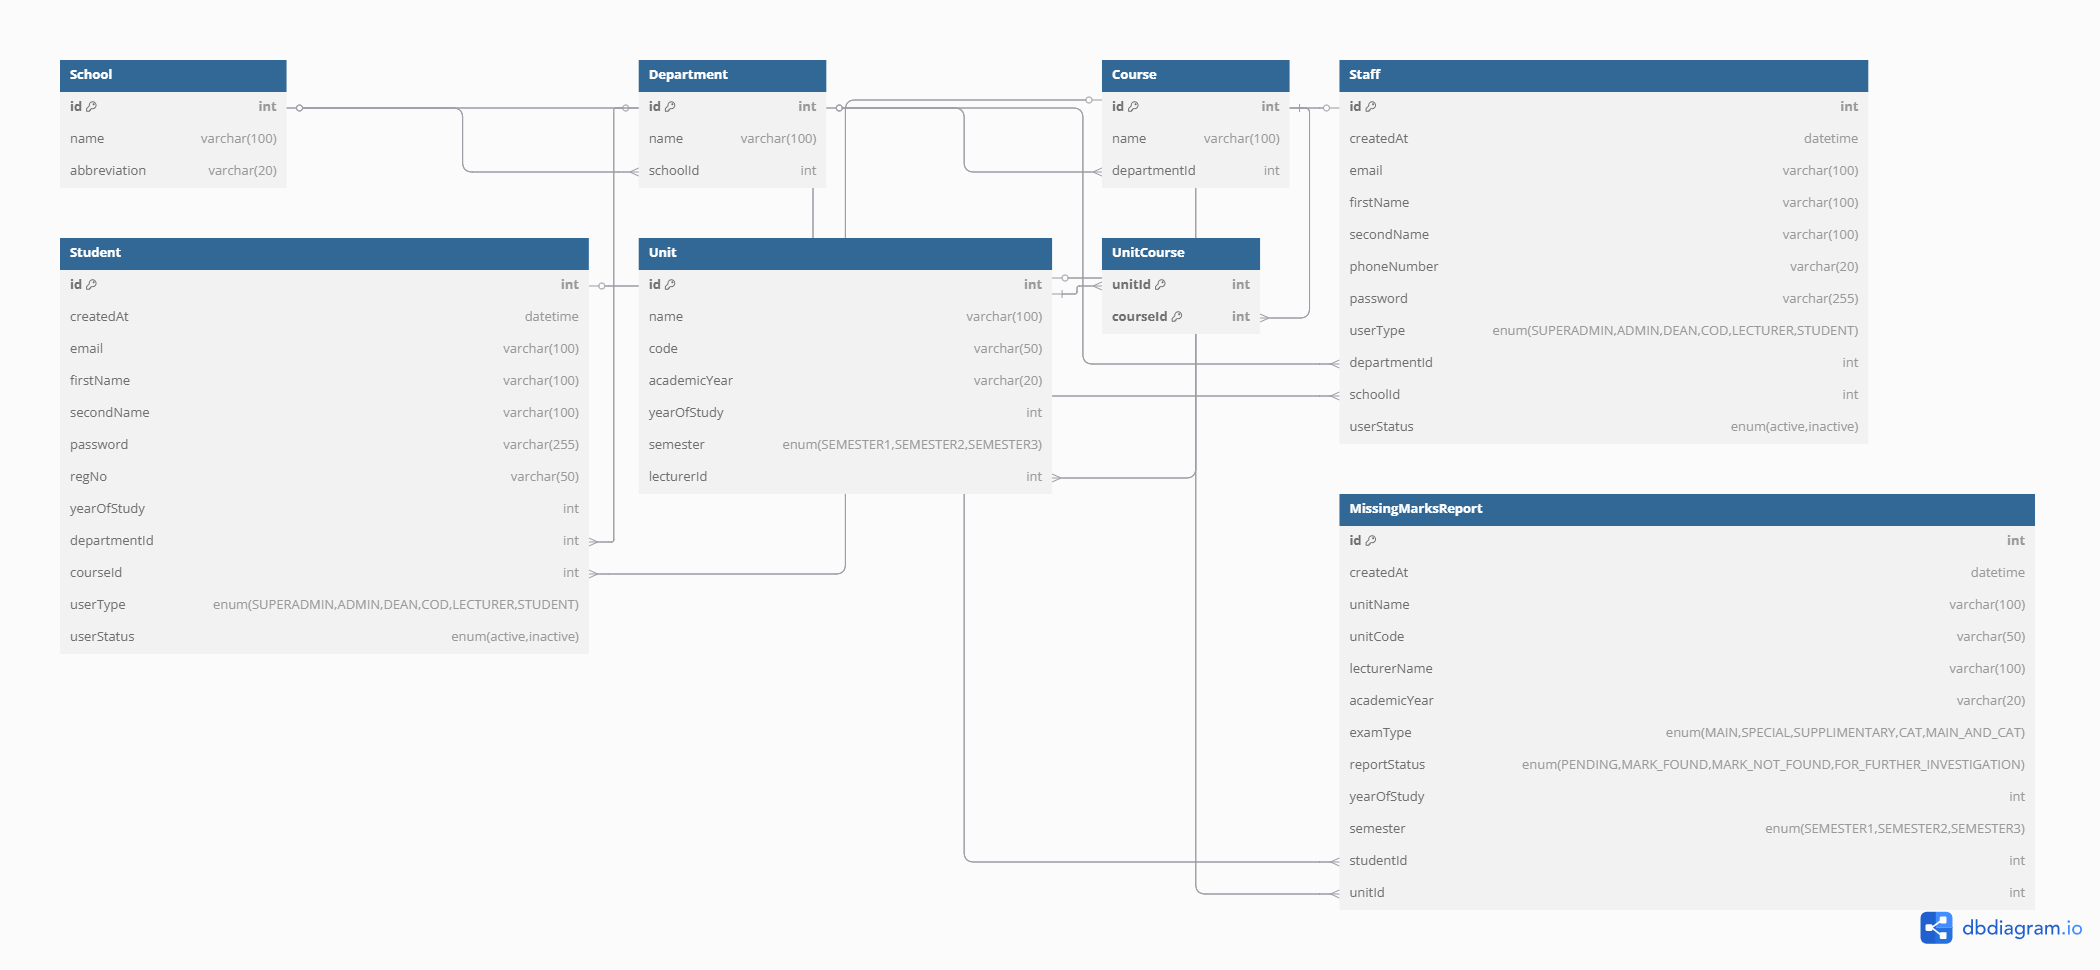 School
id int
name varchar(100)
abbreviation varchar(20)
Department
id int
name varchar(100)
schoolId int
Course
id int
name varchar(100)
departmentId int
Staff
id int
createdAt datetime
email varchar(100)
firstName varchar(100)
secondName varchar(100)
phoneNumber varchar(20)
password varchar(255)
userType enum(SUPERADMIN,ADMIN,DEAN,COD,LECTURER,STUDENT)
departmentId int
schoolId int
userStatus enum(active,inactive)
Student
id int
createdAt datetime
email varchar(100)
firstName varchar(100)
secondName varchar(100)
password varchar(255)
regNo varchar(50)
yearOfStudy int
departmentId int
courseId int
userType enum(SUPERADMIN,ADMIN,DEAN,COD,LECTURER,STUDENT)
userStatus enum(active,inactive)
Unit
id int
name varchar(100)
code varchar(50)
academicYear varchar(20)
yearOfStudy int
semester enum(SEMESTER1,SEMESTER2,SEMESTER3)
lecturerId int
UnitCourse
unitId int
courseId int
MissingMarksReport
id int
createdAt datetime
unitName varchar(100)
unitCode varchar(50)
lecturerName varchar(100)
academicYear varchar(20)
examType enum(MAIN,SPECIAL,SUPPLIMENTARY,CAT,MAIN_AND_CAT)
reportStatus enum(PENDING,MARK_FOUND,MARK_NOT_FOUND,FOR_FURTHER_INVESTIGATION)
yearOfStudy int
semester enum(SEMESTER1,SEMESTER2,SEMESTER3)
studentId int
unitId int
dbdiagram.io